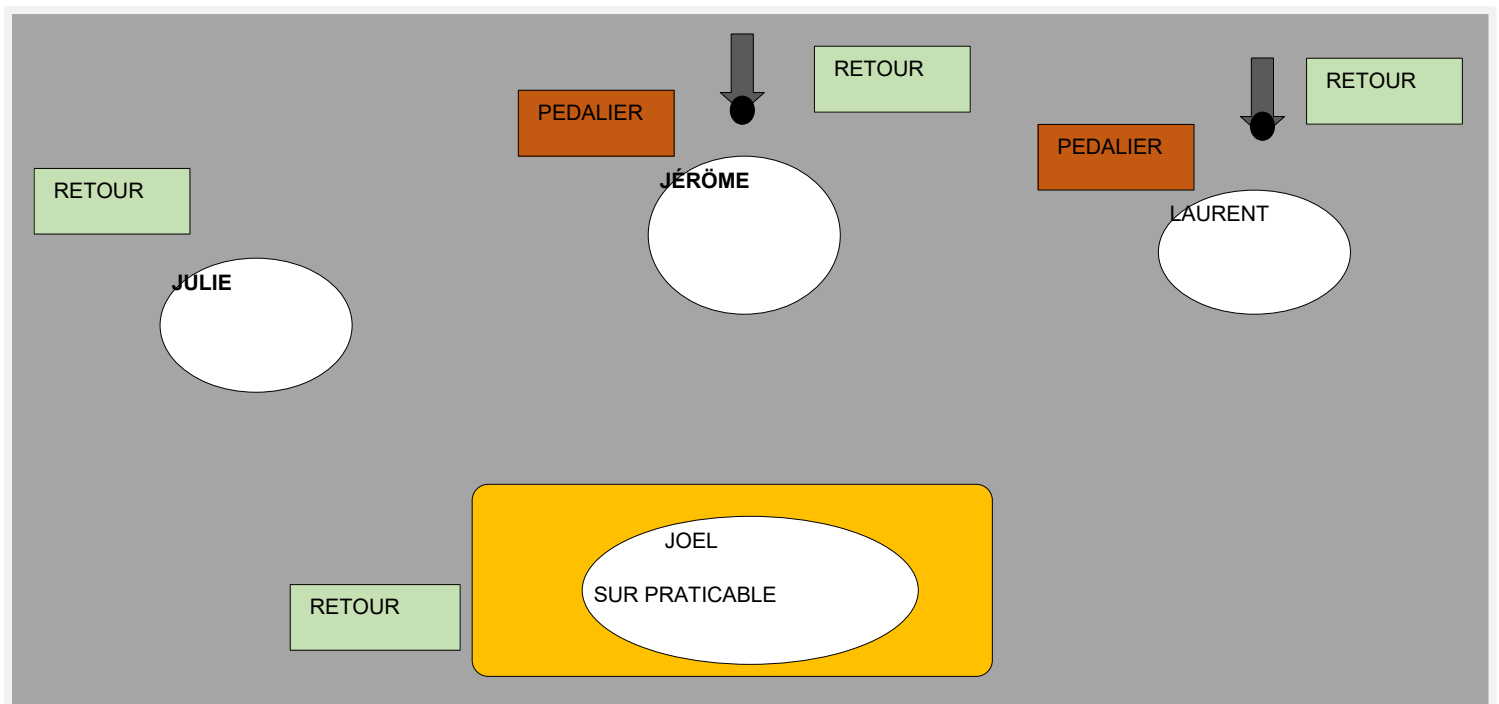 RETOUR
RETOUR
PEDALIER
PEDALIER
JÉRÖME
RETOUR
LAURENT
JULIE
JOEL
SUR PRATICABLE
RETOUR